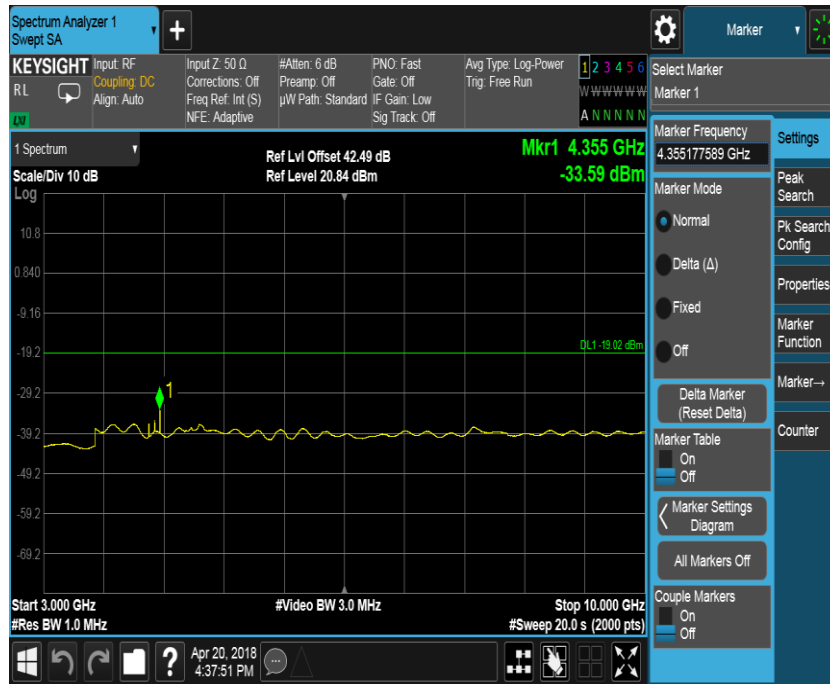 Spectrum Analyzer 1
Swept SA
+
Marker
KEYSIGHT
RL
LXI
Input: RF
Coupling: DC
Align: Auto
Input Z: 50 Ω
Corrections: Off
Freq Ref: Int (S)
NFE: Adaptive
#Atten: 6 dB
Preamp: Off
µW Path: Standard
PNO: Fast
Gate: Off
IF Gain: Low
Sig Track: Off
Avg Type: Log-Power
Trig: Free Run
1 2 3 4 5 6
W W W W W W
A N N N N N
Select Marker
Marker 1
1 Spectrum
Scale/Div 10 dB
Log
Ref Lvl Offset 42.49 dB
Ref Level 20.84 dBm
Mkr1 4.355 GHz
-33.59 dBm
10.8
0.840
-9.16
-19.2
-29.2
-39.2
-49.2
-59.2
-69.2
DL1 -19.02 dBm
1
Start 3.000 GHz
#Res BW 1.0 MHz
#Video BW 3.0 MHz
Stop 10.000 GHz
#Sweep 20.0 s (2000 pts)
Marker Frequency
4.355177589 GHz
Marker Mode
Normal
Delta (Δ)
Fixed
Off
Delta Marker
(Reset Delta)
Marker Table
On
Off
Marker Settings
Diagram
All Markers Off
Couple Markers
On
Off
Settings
Peak
Search
Pk Search
Config
Properties
Marker
Function
Marker→
Counter
?
Apr 20, 2018
4:37:51 PM